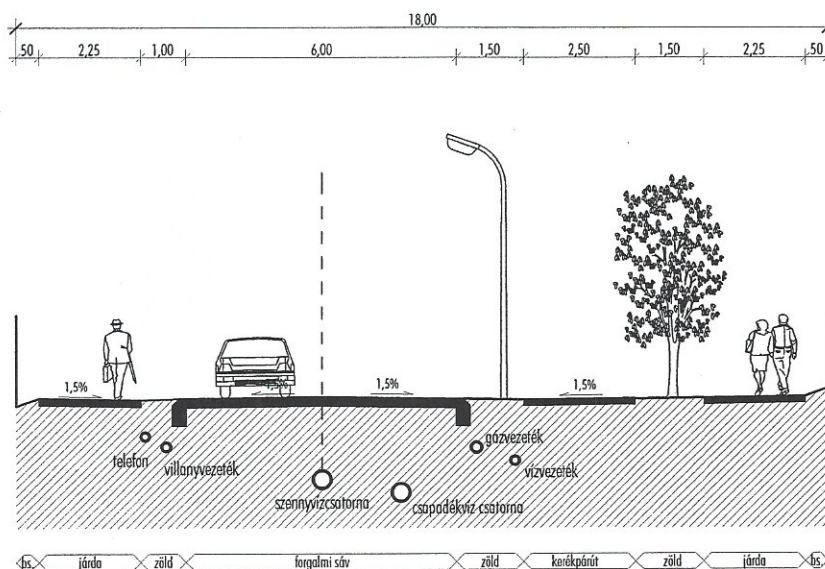 18,00
,50 2,25 1,00 6,00 1,50 2,50 1,50 2,25 ,50
1,5% 1,5% 1,5% 1,5%
telefon
villanyvezeték
szennyvízcsatorna
csapadékvíz csatorna
gázvezeték
vízvezeték
bs. járda zöld forgalmi sáv zöld kerékpárút zöld járda bs.